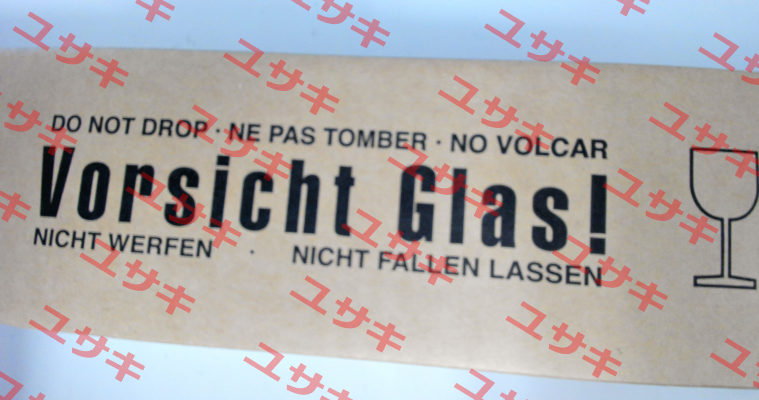 DO NOT DROP · NE PAS TOMBER · NO VOLCAR
Vorsicht Glas!
NICHT WERFEN · NICHT FALLEN LASSEN
ユサキ